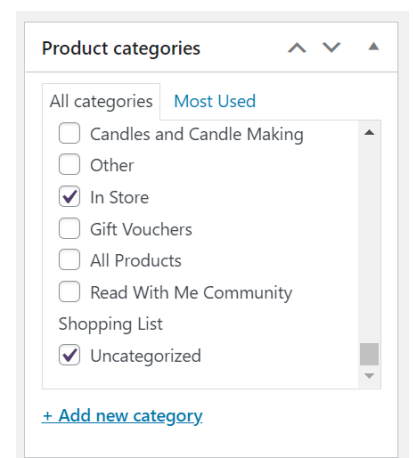 Product categories
All categories Most Used
Candles and Candle Making
Other
In Store
Gift Vouchers
All Products
Read With Me Community
Shopping List
Uncategorized
+ Add new category